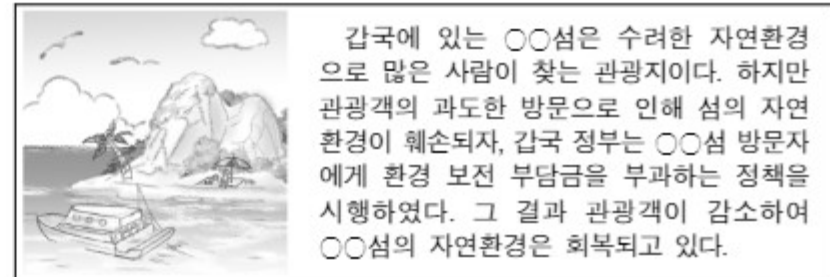 갑국에 있는 ○○섬은 수려한 자연환경
으로 많은 사람이 찾는 관광지이다. 하지만
관광객의 과도한 방문으로 인해 섬의 자연
환경이 훼손되자, 갑국 정부는 ○○섬 방문자
에게 환경 보전 부담금을 부과하는 정책을
시행하였다. 그 결과 관광객이 감소하여
○○섬의 자연환경은 회복되고 있다.